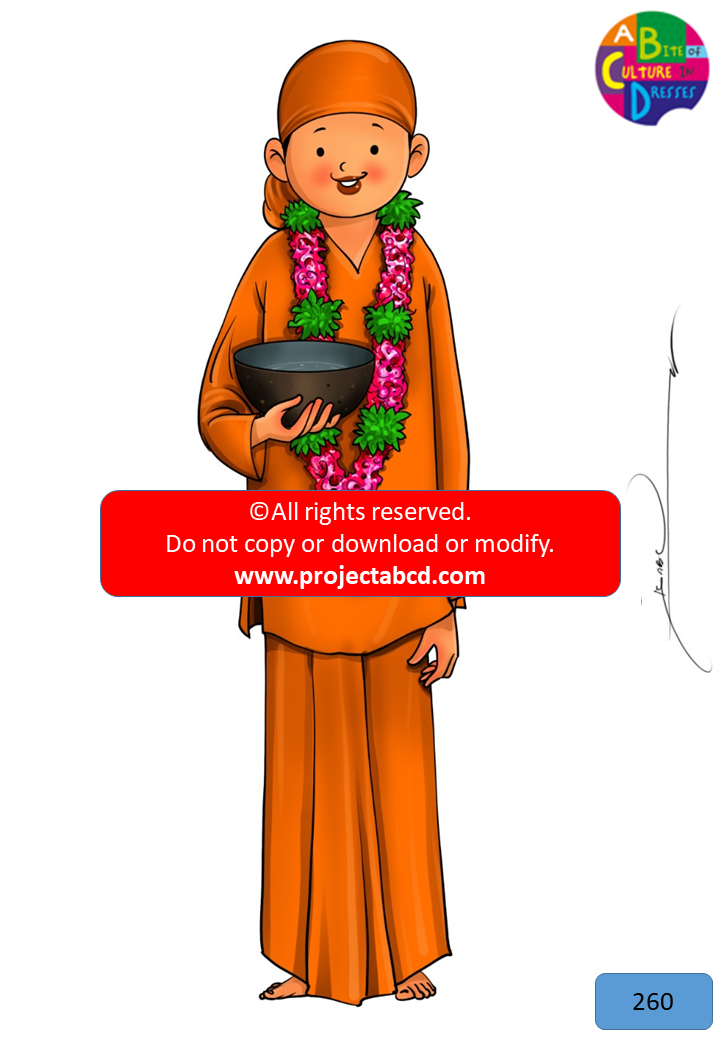 A BITE OF
CULTURE IN
DRESSES
©All rights reserved.
Do not copy or download or modify.
www.projectabcd.com
260